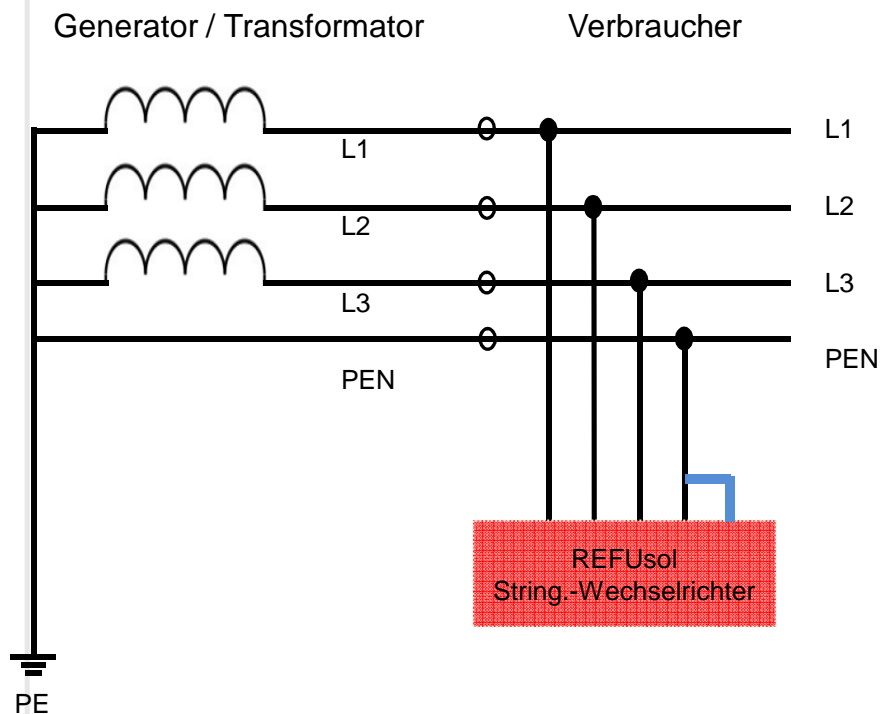 Generator / Transformator
Verbraucher
L1
L1
L2
L2
L3
L3
PEN
PEN
REFUsol
String.-Wechselrichter
PE